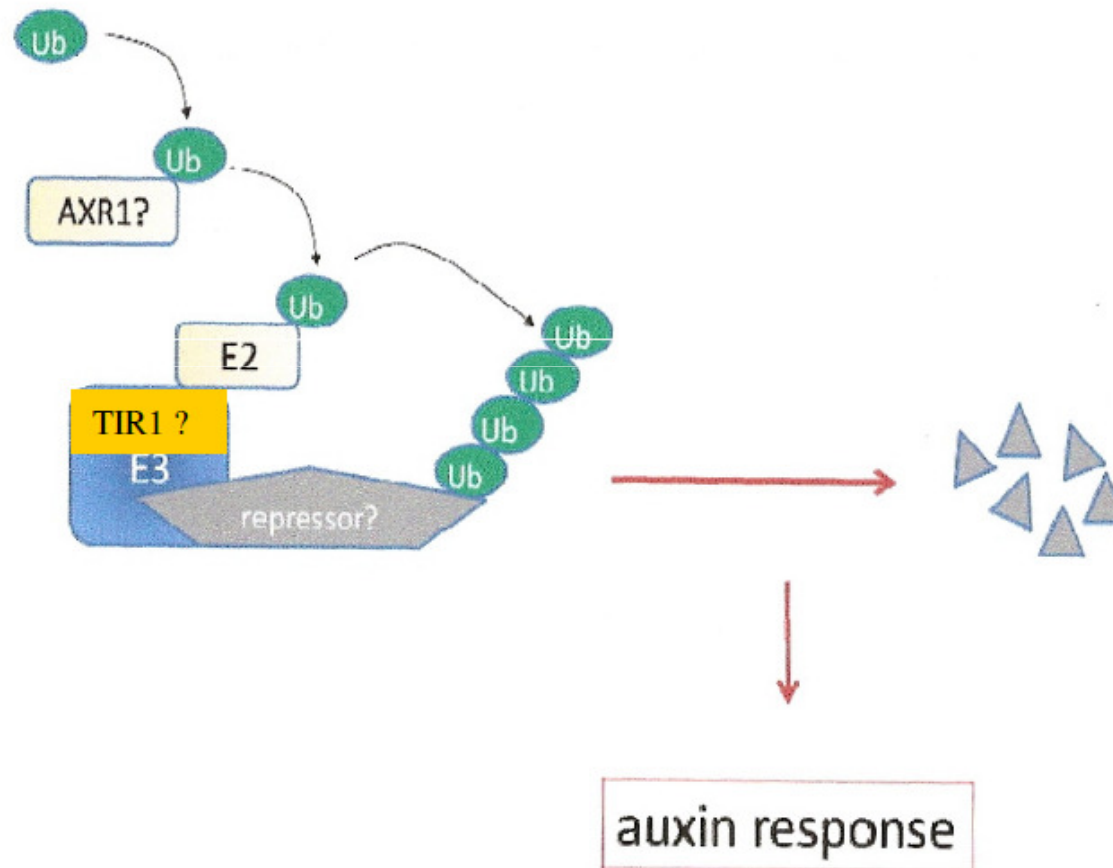 Ub
Ub
AXR1?
Ub
E2
Ub
Ub
Ub
Ub
TIR1 ?
E3
repressor?
auxin response